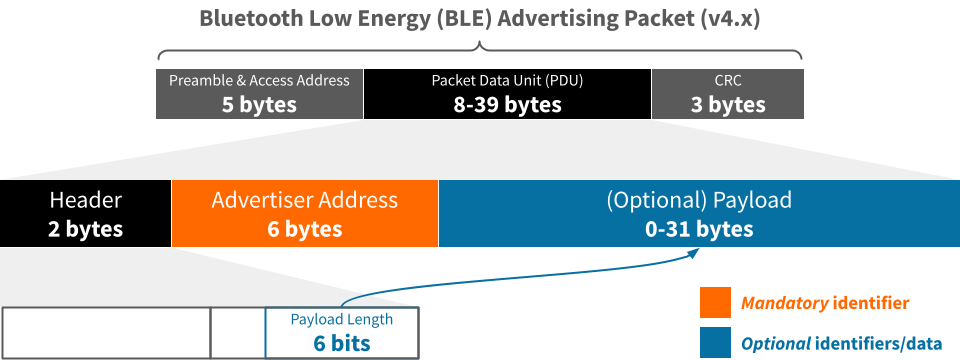 Bluetooth Low Energy (BLE) Advertising Packet (v4.x)
Preamble & Access Address
5 bytes
Packet Data Unit (PDU)
8-39 bytes
CRC
3 bytes
Header
2 bytes
Advertiser Address
6 bytes
(Optional) Payload
0-31 bytes
Payload Length
6 bits
Mandatory identifier
Optional identifiers/data